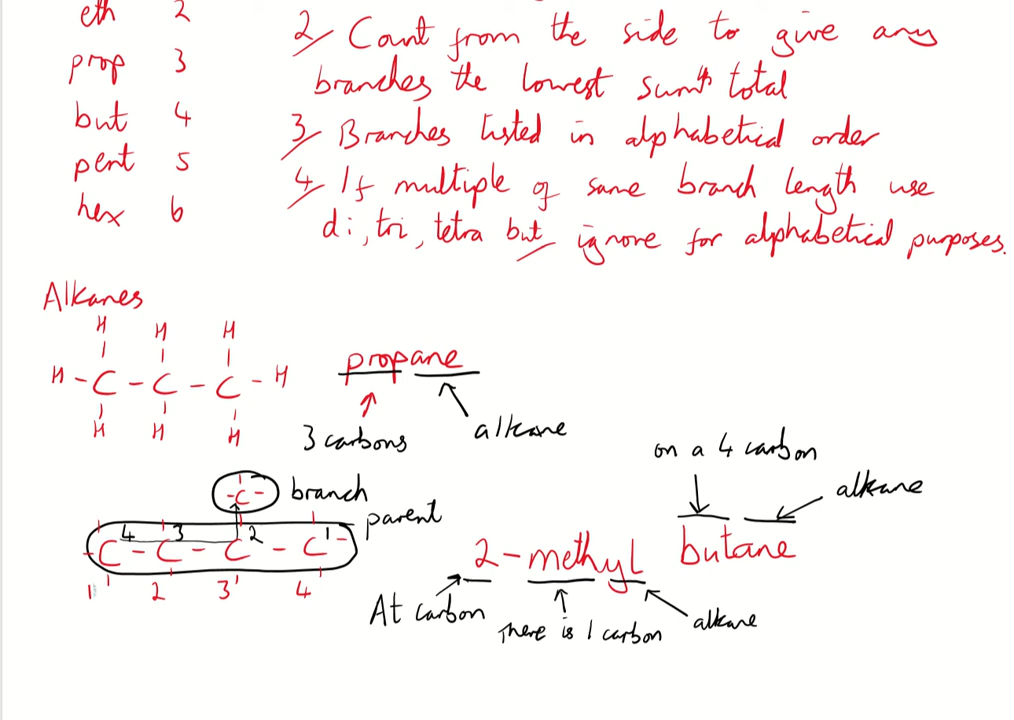 eth 2
2/ Count from the side to give any
prop 3
branches the lowest sum total
but 4
3/ Branches listed in alphabetical order
pent 5
4/ If multiple of same branch length use
hex 6
di, tri, tetra but ignore for alphabetical purposes.
Alkanes
H H H
H - C - C - C - H
H H H
propane
3 carbons
alkane
on a 4 carbon
alkane
- C -
branch
parent
4 3 2 1
- C - C - C - C -
1 2 3 4
2-methyl butane
At carbon
There is 1 carbon
alkane